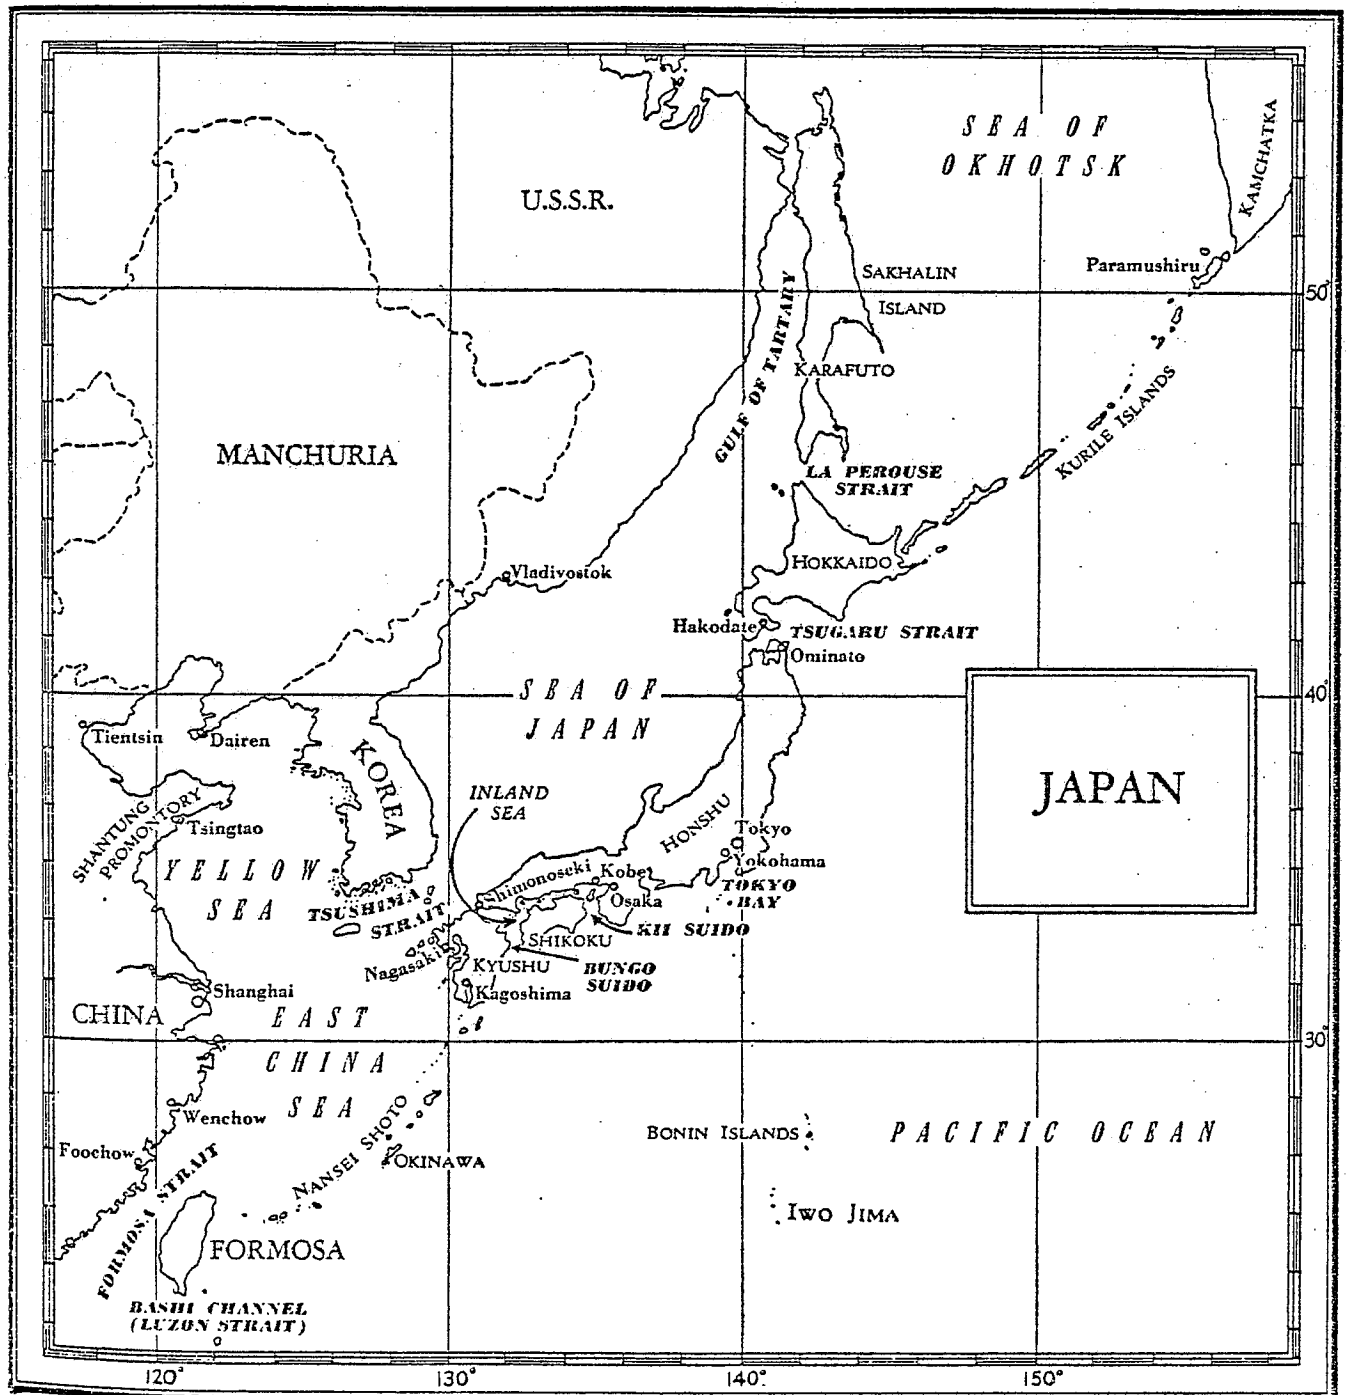 SEA OF
OKHOTSK
KAMCHATKA
U.S.S.R.
Paramushiru
SAKHALIN
ISLAND
50°
GULF OF TARTARY
KARAFUTO
KURILE ISLANDS
MANCHURIA
LA PEROUSE
STRAIT
HOKKAIDO
Vladivostok
Hakodate
TSUGARU STRAIT
Ominato
SEA OF
JAPAN
40°
Tientsin
Dairen
KOREA
JAPAN
INLAND
SEA
HONSHU
SHANTUNG
PROMONTORY
Tsingtao
Tokyo
Yokohama
YELLOW
SEA
Shimonoseki
Kobe
Osaka
TOKYO
BAY
TSUSHIMA
STRAIT
KII SUIDO
SHIKOKU
Nagasaki
KYUSHU
BUNGO
SUIDO
Kagoshima
Shanghai
CHINA
EAST
CHINA
SEA
30°
Wenchow
Foochow
NANSEI SHOTO
OKINAWA
BONIN ISLANDS
PACIFIC OCEAN
FORMOSA STRAIT
IWO JIMA
FORMOSA
BASHI CHANNEL
(LUZON STRAIT)
120°
130°
140°
150°